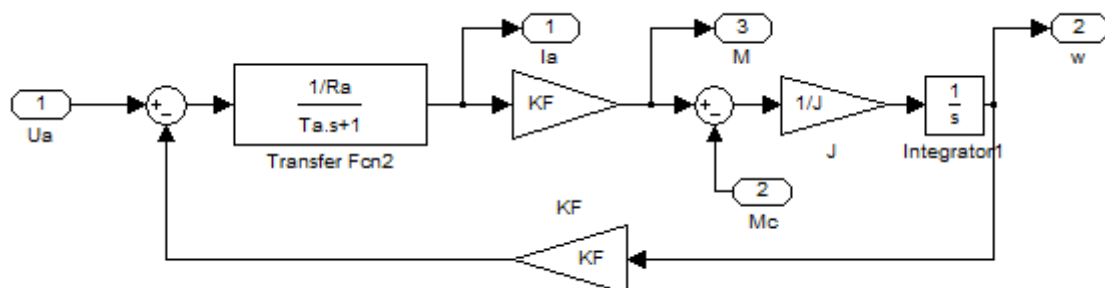 1
Ua
+
−
1/Ra
Ta.s+1
Transfer Fcn2
1
Ia
KF
3
M
+
−
2
Mc
1/J
J
1
s
Integrator1
2
w
KF
KF